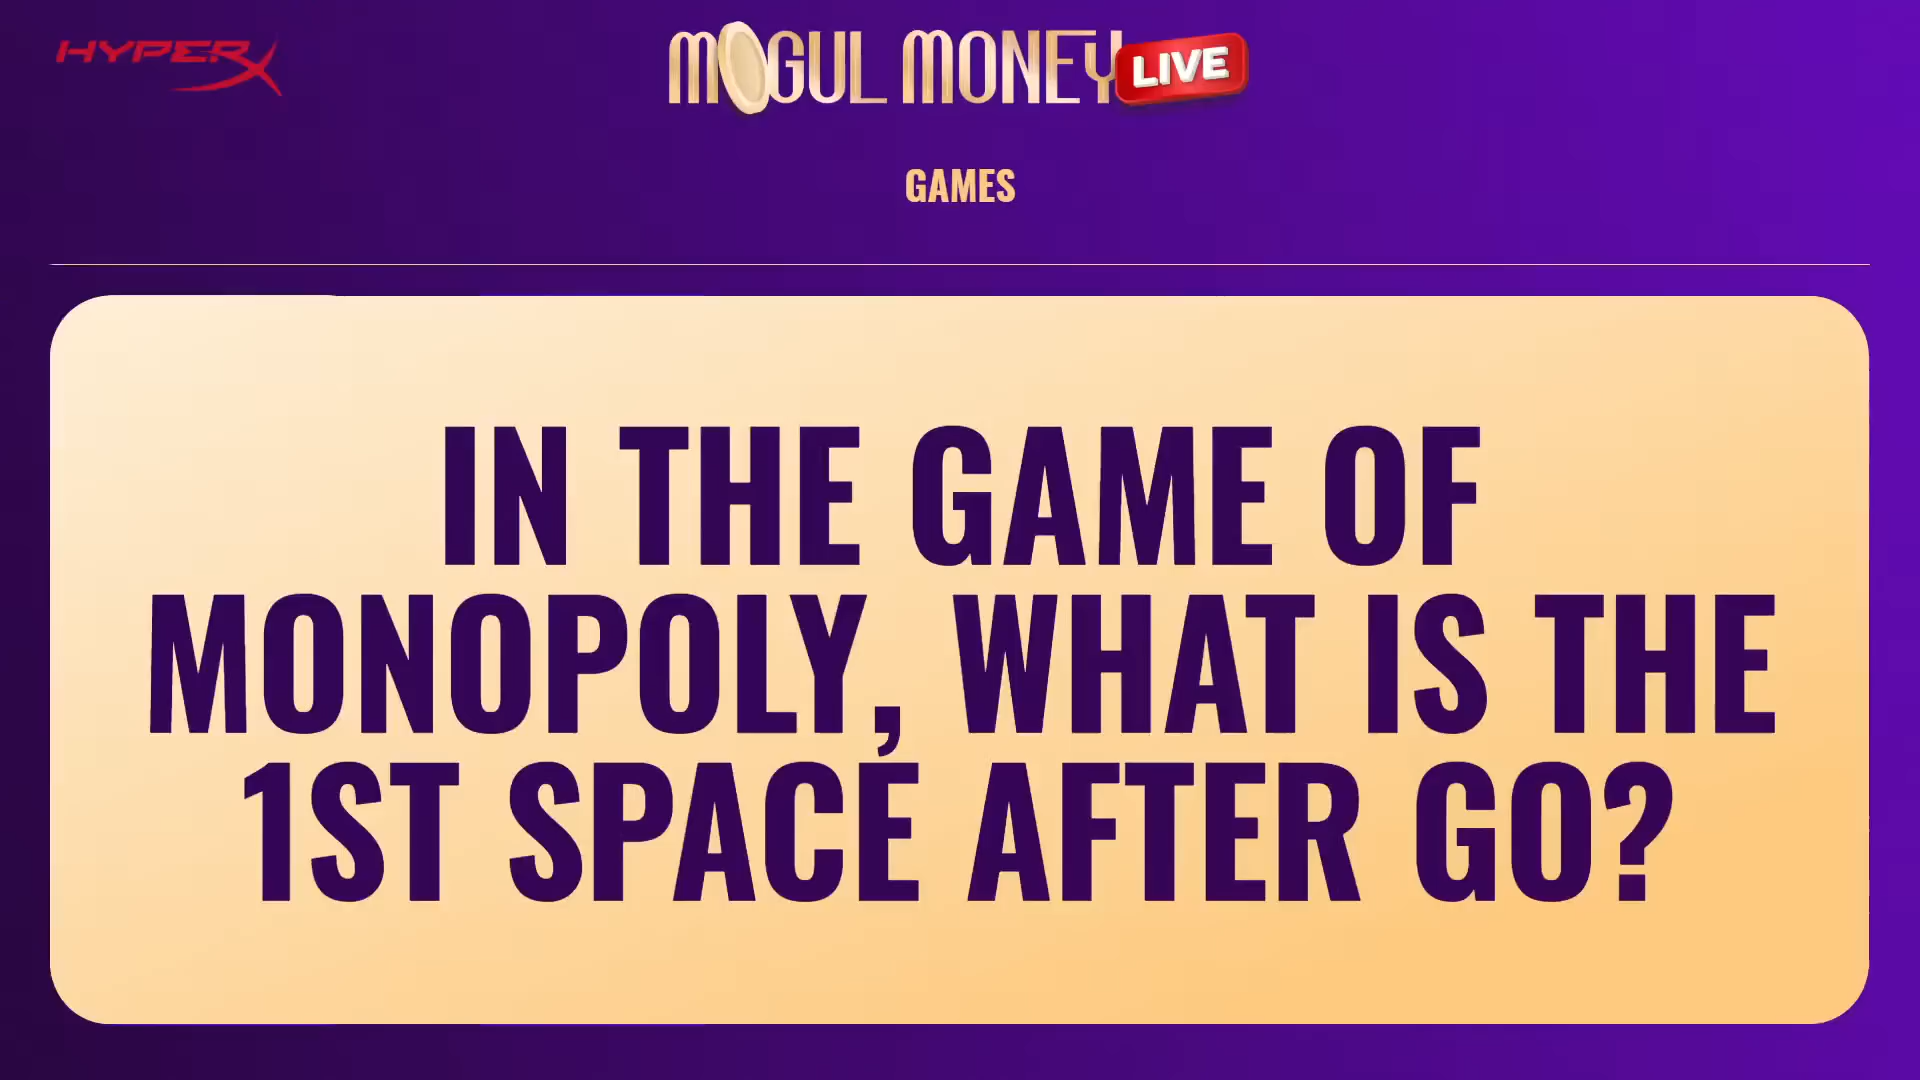 HYPERX
MOGUL MONEY LIVE
GAMES
IN THE GAME OF
MONOPOLY, WHAT IS THE
1ST SPACE AFTER GO?